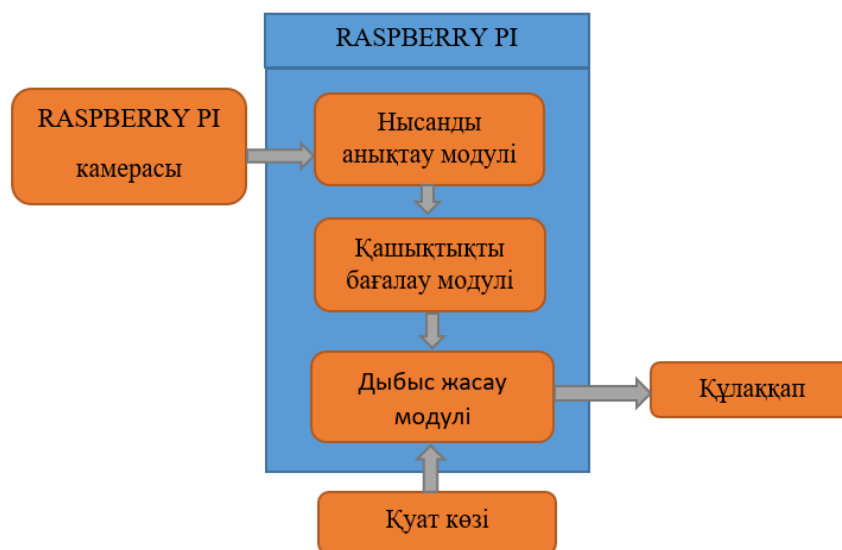 RASPBERRY PI
RASPBERRY PI
камерасы
Нысанды
анықтау модулі
Қашықтықты
бағалау модулі
Дыбыс жасау
модулі
Құлаққап
Қуат көзі